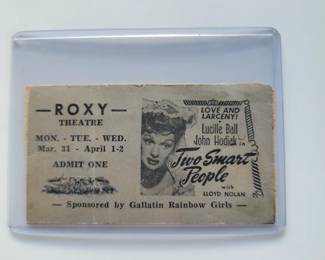 — ROXY —
THEATRE
MON. - TUE. - WED.
Mar. 31 - April 1-2
ADMIT ONE
LOVE AND
LARCENY!
Lucille Ball
John Hodiak in
Two Smart
People
with
LLOYD NOLAN
— Sponsored by Gallatin Rainbow Girls —